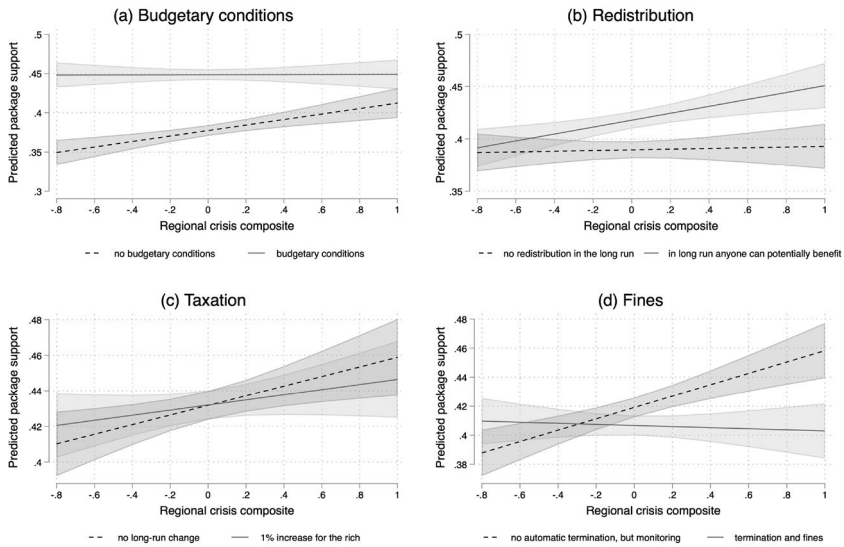 (a) Budgetary conditions
Predicted package support
.5
.45
.4
.35
.3
-.8 -.6 -.4 -.2 0 .2 .4 .6 .8 1
Regional crisis composite
no budgetary conditions budgetary conditions
(b) Redistribution
Predicted package support
.5
.45
.4
.35
-.8 -.6 -.4 -.2 0 .2 .4 .6 .8 1
Regional crisis composite
no redistribution in the long run in long run anyone can potentially benefit
(c) Taxation
Predicted package support
.48
.46
.44
.42
.4
-.8 -.6 -.4 -.2 0 .2 .4 .6 .8 1
Regional crisis composite
no long-run change 1% increase for the rich
(d) Fines
Predicted package support
.48
.46
.44
.42
.4
.38
-.8 -.6 -.4 -.2 0 .2 .4 .6 .8 1
Regional crisis composite
no automatic termination, but monitoring termination and fines